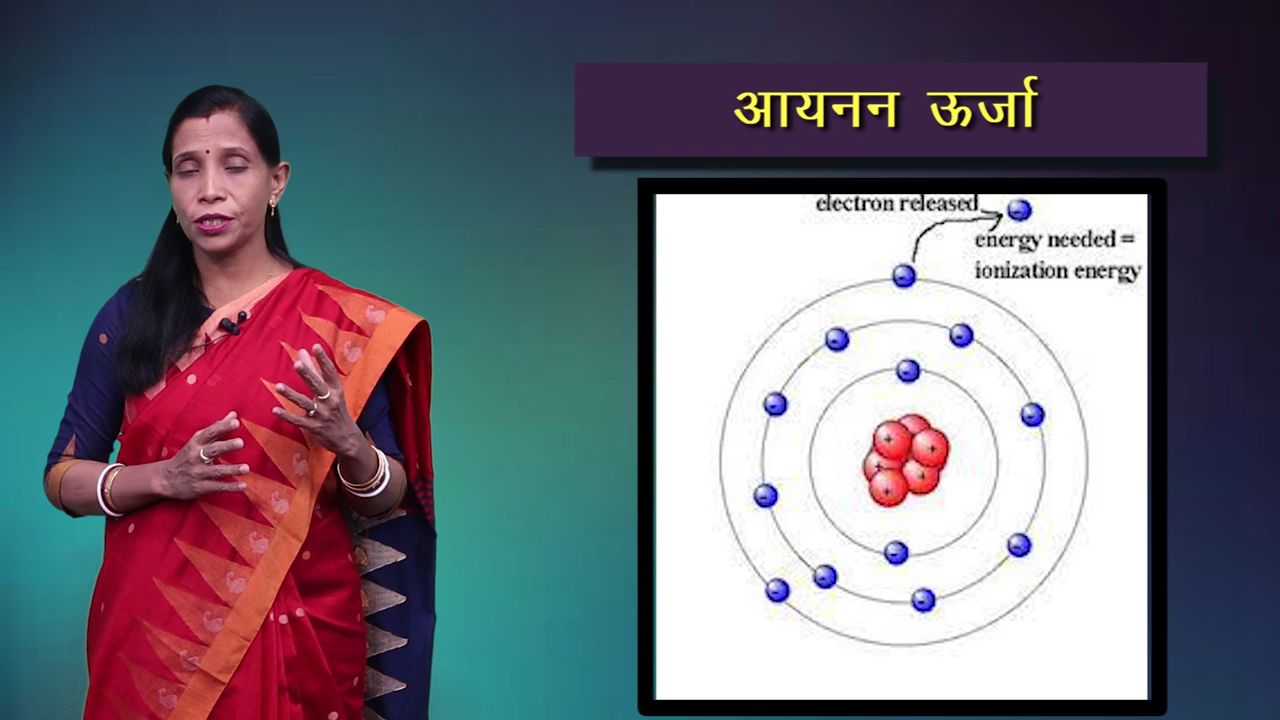 आयनन ऊर्जा
electron released
energy needed =
ionization energy